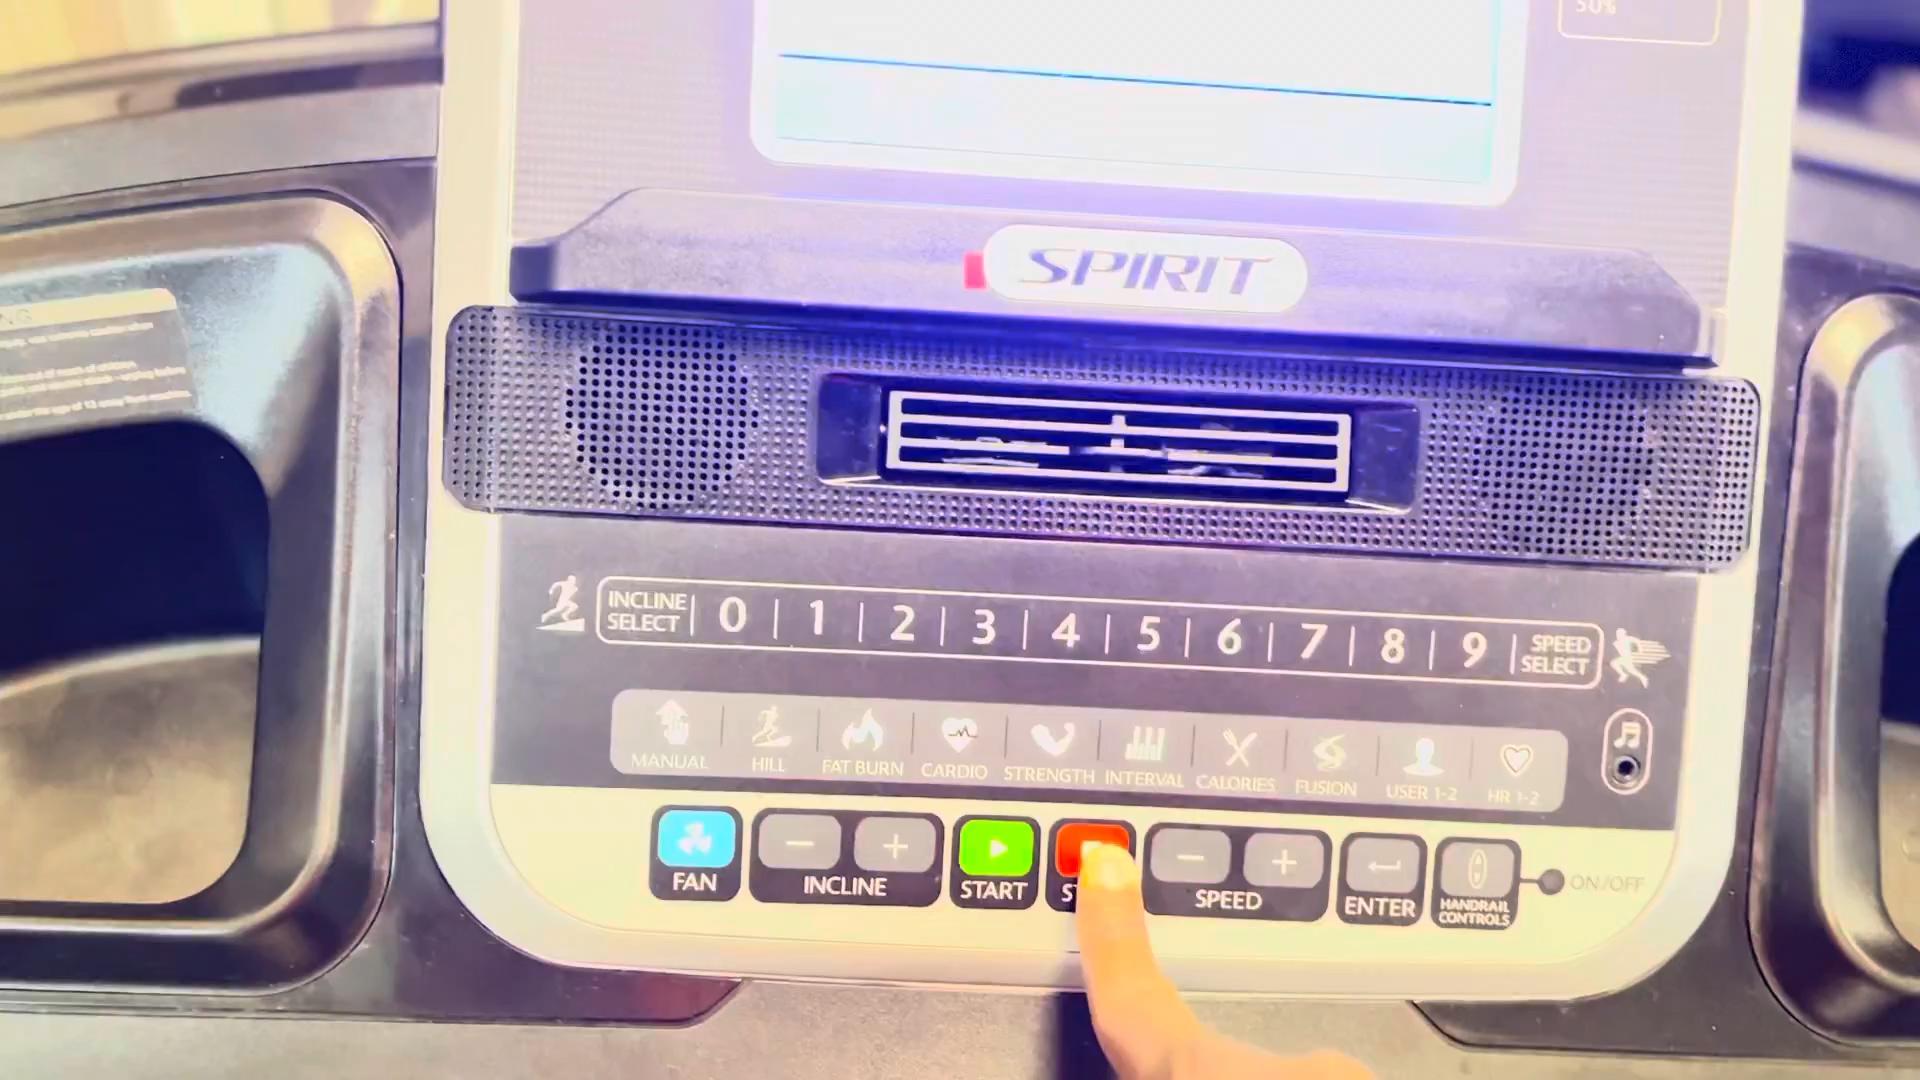 50%
SPIRIT
INCLINE SELECT 0 1 2 3 4 5 6 7 8 9 SPEED SELECT
MANUAL HILL FAT BURN CARDIO STRENGTH INTERVAL CALORIES FUSION USER 1-2 HR 1-2
FAN INCLINE START SPEED ENTER HANDRAIL CONTROLS ON/OFF